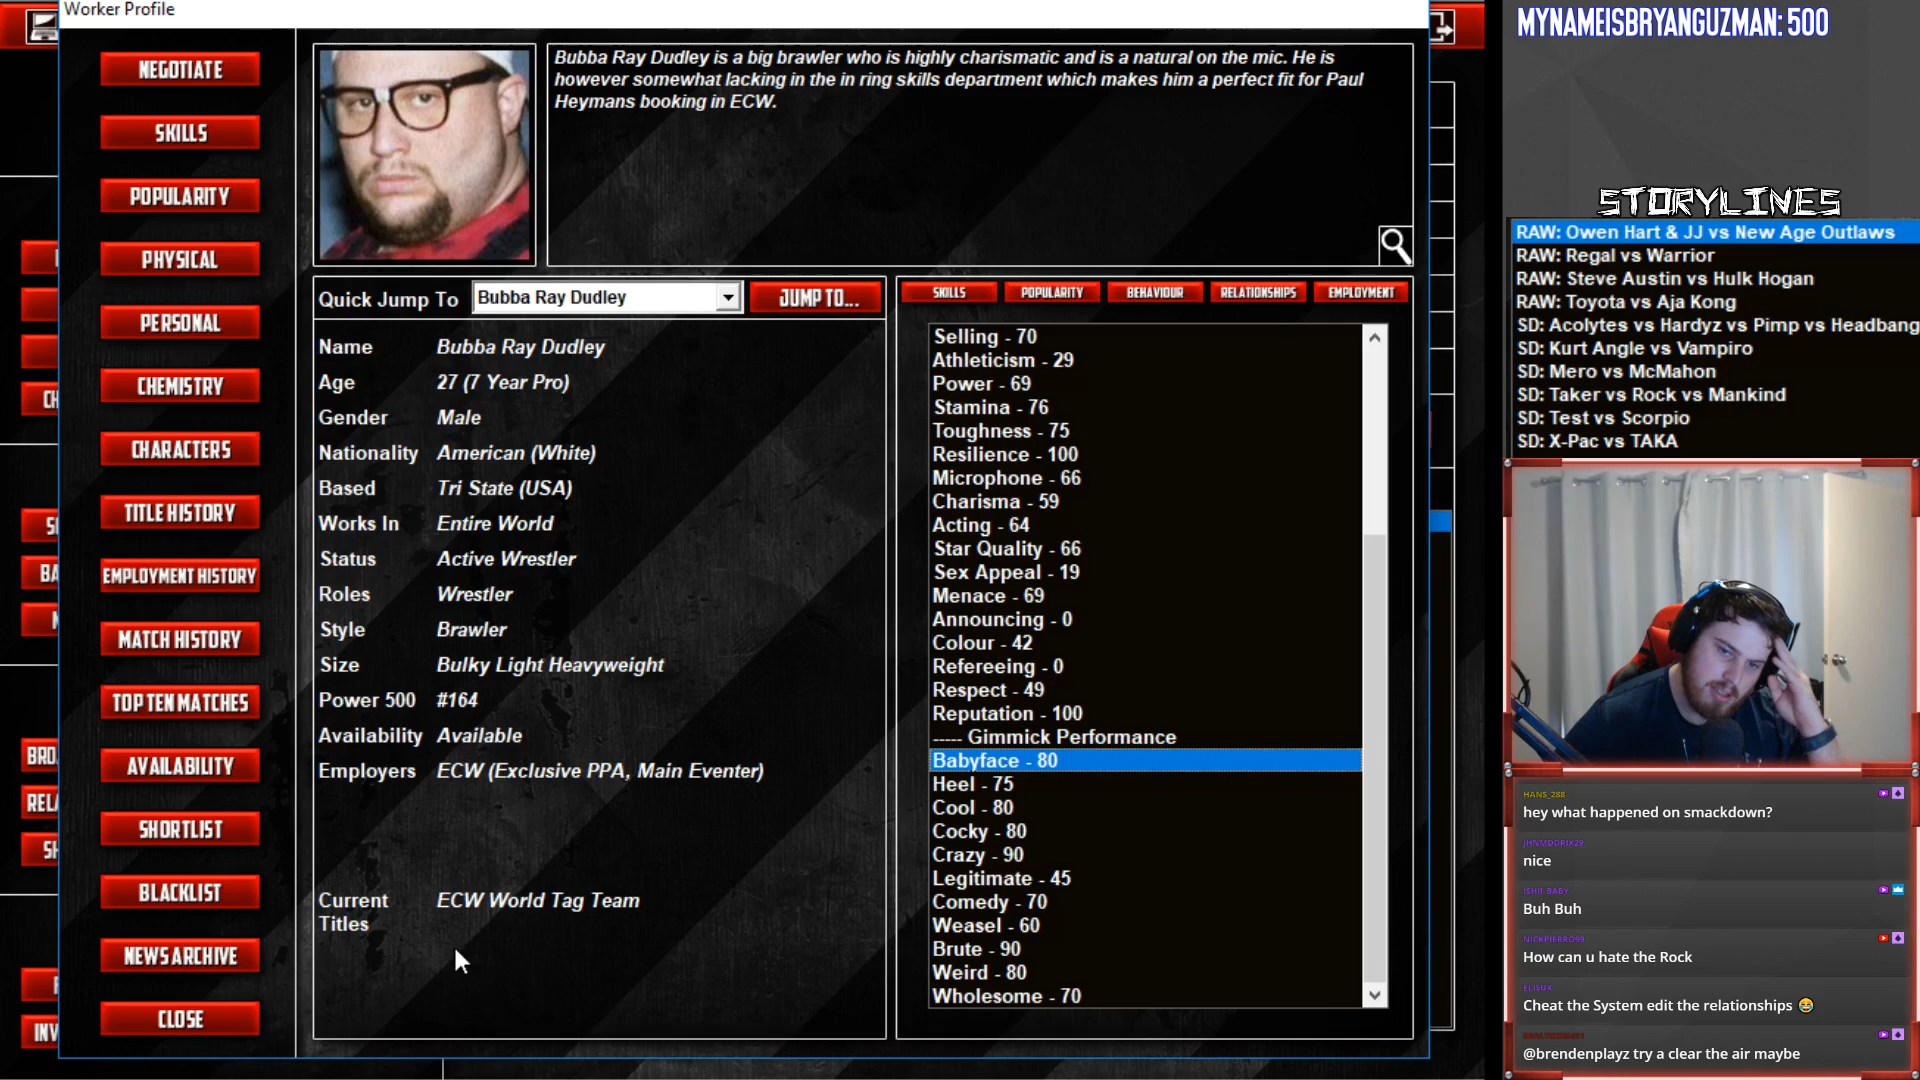 Worker Profile
NEGOTIATE
SKILLS
POPULARITY
PHYSICAL
PERSONAL
CHEMISTRY
CHARACTERS
TITLE HISTORY
EMPLOYMENT HISTORY
MATCH HISTORY
TOP TEN MATCHES
AVAILABILITY
SHORTLIST
BLACKLIST
NEWS ARCHIVE
CLOSE
Bubba Ray Dudley is a big brawler who is highly charismatic and is a natural on the mic. He is
however somewhat lacking in the in ring skills department which makes him a perfect fit for Paul
Heymans booking in ECW.
Quick Jump To
Bubba Ray Dudley
JUMP TO...
Name Bubba Ray Dudley
Age 27 (7 Year Pro)
Gender Male
Nationality American (White)
Based Tri State (USA)
Works In Entire World
Status Active Wrestler
Roles Wrestler
Style Brawler
Size Bulky Light Heavyweight
Power 500 #164
Availability Available
Employers ECW (Exclusive PPA, Main Eventer)
Current ECW World Tag Team
Titles
SKILLS
POPULARITY
BEHAVIOUR
RELATIONSHIPS
EMPLOYMENT
Selling - 70
Athleticism - 29
Power - 69
Stamina - 76
Toughness - 75
Resilience - 100
Microphone - 66
Charisma - 59
Acting - 64
Star Quality - 66
Sex Appeal - 19
Menace - 69
Announcing - 0
Colour - 42
Refereeing - 0
Respect - 49
Reputation - 100
----- Gimmick Performance
Babyface - 80
Heel - 75
Cool - 80
Cocky - 80
Crazy - 90
Legitimate - 45
Comedy - 70
Weasel - 60
Brute - 90
Weird - 80
Wholesome - 70
MYNAMEISBRYANGUZMAN: 500
STORYLINES
RAW: Owen Hart & JJ vs New Age Outlaws
RAW: Regal vs Warrior
RAW: Steve Austin vs Hulk Hogan
RAW: Toyota vs Aja Kong
SD: Acolytes vs Hardyz vs Pimp vs Headbang
SD: Kurt Angle vs Vampiro
SD: Mero vs McMahon
SD: Taker vs Rock vs Mankind
SD: Test vs Scorpio
SD: X-Pac vs TAKA
HANS_288
hey what happened on smackdown?
nice
Buh Buh
NICKPIERRO99
How can u hate the Rock
ELISUX
Cheat the System edit the relationships 😂
@brendenplayz try a clear the air maybe